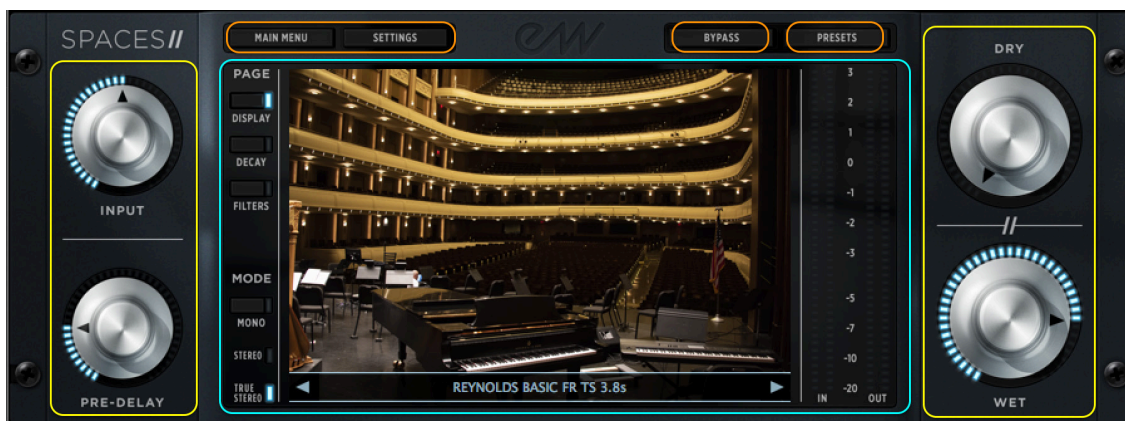 SPACES II
INPUT
PRE-DELAY
MAIN MENU
SETTINGS
EW
BYPASS
PRESETS
PAGE
DISPLAY
DECAY
FILTERS
MODE
MONO
STEREO
TRUE
STEREO
REYNOLDS BASIC FR TS 3.8s
3
2
1
0
-1
-2
-3
-5
-7
-10
-20
IN OUT
DRY
WET